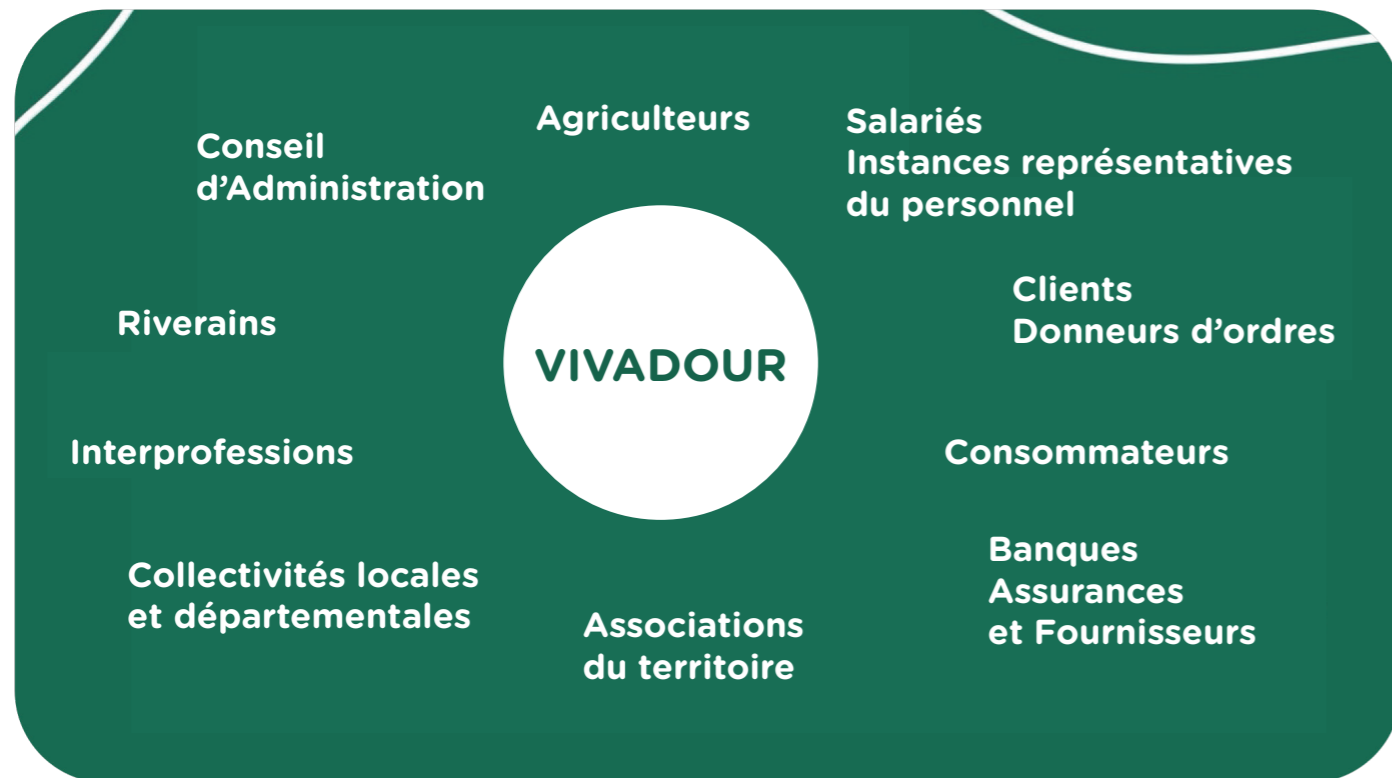 Agriculteurs
Conseil
d’Administration
Salariés
Instances représentatives
du personnel
Riverains
Clients
Donneurs d’ordres
VIVADOUR
Interprofessions
Consommateurs
Collectivités locales
et départementales
Associations
du territoire
Banques
Assurances
et Fournisseurs